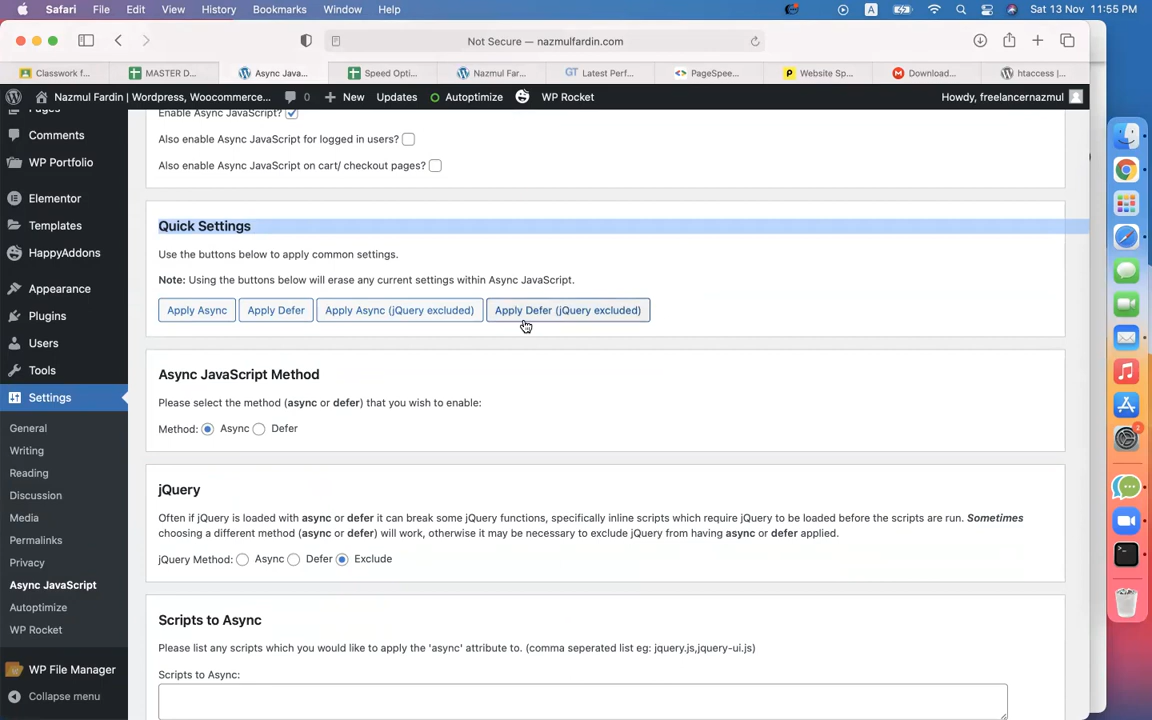 Safari File Edit View History Bookmarks Window Help
A
Sat 13 Nov 11:55 PM
Not Secure — nazmulfardin.com
Classwork f...
MASTER D...
Async Java...
Speed Opti...
Nazmul Far...
GT Latest Perf...
PageSpee...
P Website Sp...
Download...
htaccess |...
Nazmul Fardin | Wordpress, Woocommerce...
0
+ New
Updates
Autoptimize
WP Rocket
Howdy, freelancernazmul
Pages
Comments
WP Portfolio
Elementor
Templates
HappyAddons
Appearance
Plugins
Users
Tools
Settings
General
Writing
Reading
Discussion
Media
Permalinks
Privacy
Async JavaScript
Autoptimize
WP Rocket
WP File Manager
Collapse menu
Enable Async JavaScript?
Also enable Async JavaScript for logged in users?
Also enable Async JavaScript on cart/ checkout pages?
Quick Settings
Use the buttons below to apply common settings.
Note: Using the buttons below will erase any current settings within Async JavaScript.
Apply Async
Apply Defer
Apply Async (jQuery excluded)
Apply Defer (jQuery excluded)
Async JavaScript Method
Please select the method (async or defer) that you wish to enable:
Method: Async Defer
jQuery
Often if jQuery is loaded with async or defer it can break some jQuery functions, specifically inline scripts which require jQuery to be loaded before the scripts are run. Sometimes
choosing a different method (async or defer) will work, otherwise it may be necessary to exclude jQuery from having async or defer applied.
jQuery Method: Async Defer Exclude
Scripts to Async
Please list any scripts which you would like to apply the 'async' attribute to. (comma seperated list eg: jquery.js,jquery-ui.js)
Scripts to Async:
2